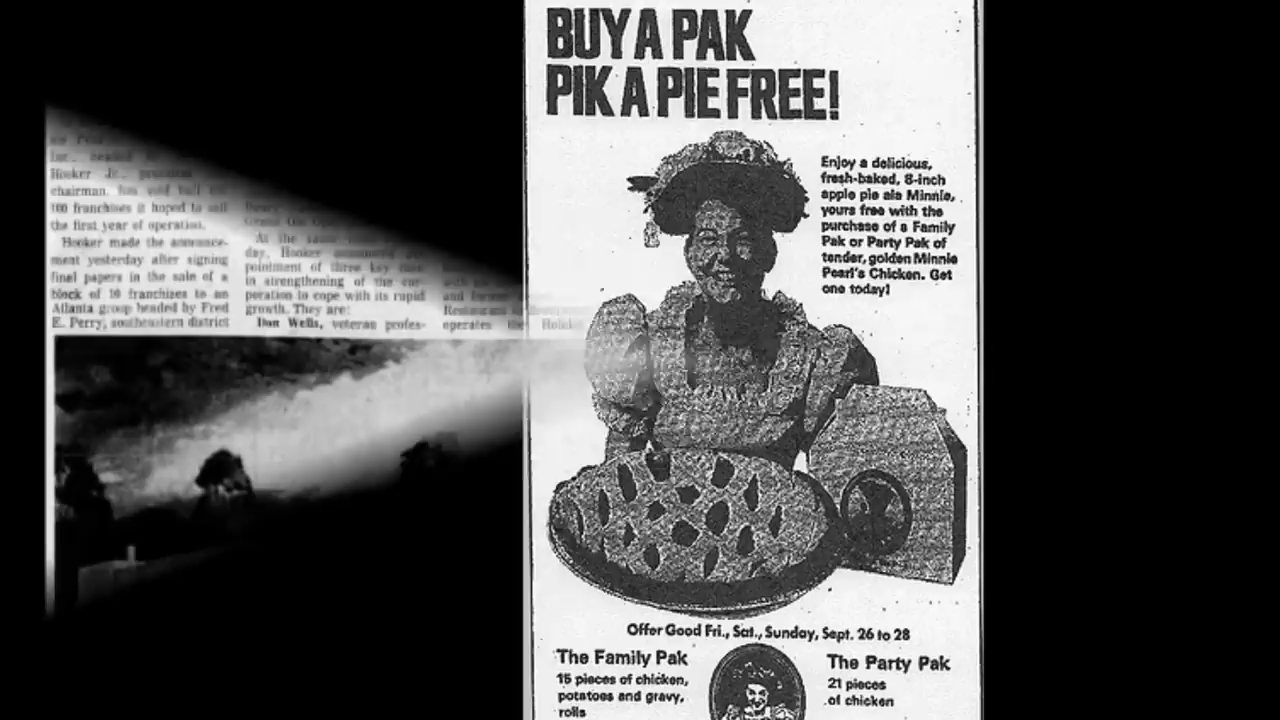 Hooker Jr.,
chairman, has sold half the
100 franchises it hoped to sell
the first year of operation.
Hooker made the announce-
ment yesterday after signing
final papers in the sale of a
block of 10 franchises to an
Atlanta group headed by Fred
E. Perry, southeastern district
At the same
day, Hooker announced
pointment of three key men
in strengthening of the cor-
poration to cope with its rapid
growth. They are:
Don Wells, veteran profes-
operates the Holiday
BUY A PAK
PIK A PIE FREE!
Enjoy a delicious,
fresh-baked, 8-inch
apple pie ala Minnie,
yours free with the
purchase of a Family
Pak or Party Pak of
tender, golden Minnie
Pearl's Chicken. Get
one today!
Offer Good Fri., Sat., Sunday, Sept. 26 to 28
The Family Pak
15 pieces of chicken,
potatoes and gravy,
rolls
The Party Pak
21 pieces
of chicken